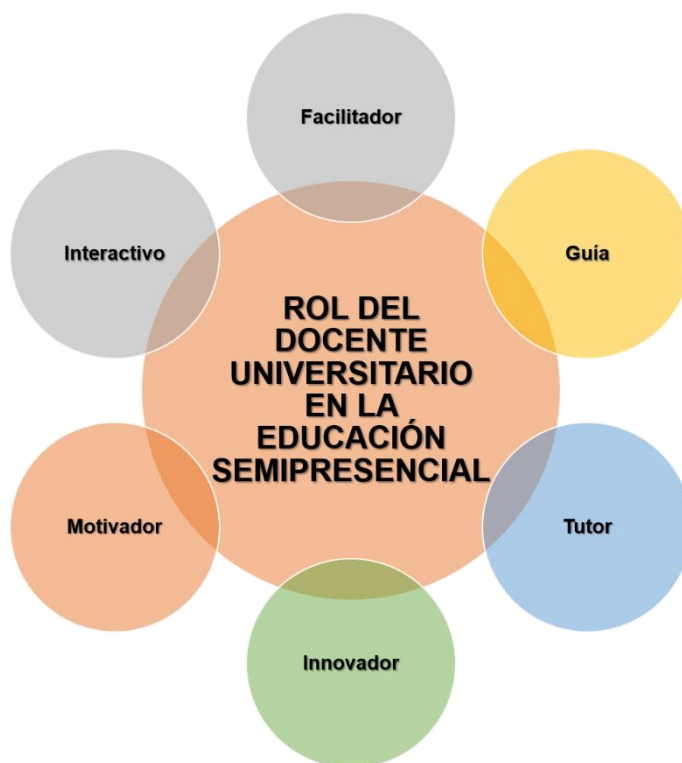 Facilitador
Interactivo
Guía
ROL DEL
DOCENTE
UNIVERSITARIO
EN LA
EDUCACIÓN
SEMIPRESENCIAL
Motivador
Tutor
Innovador